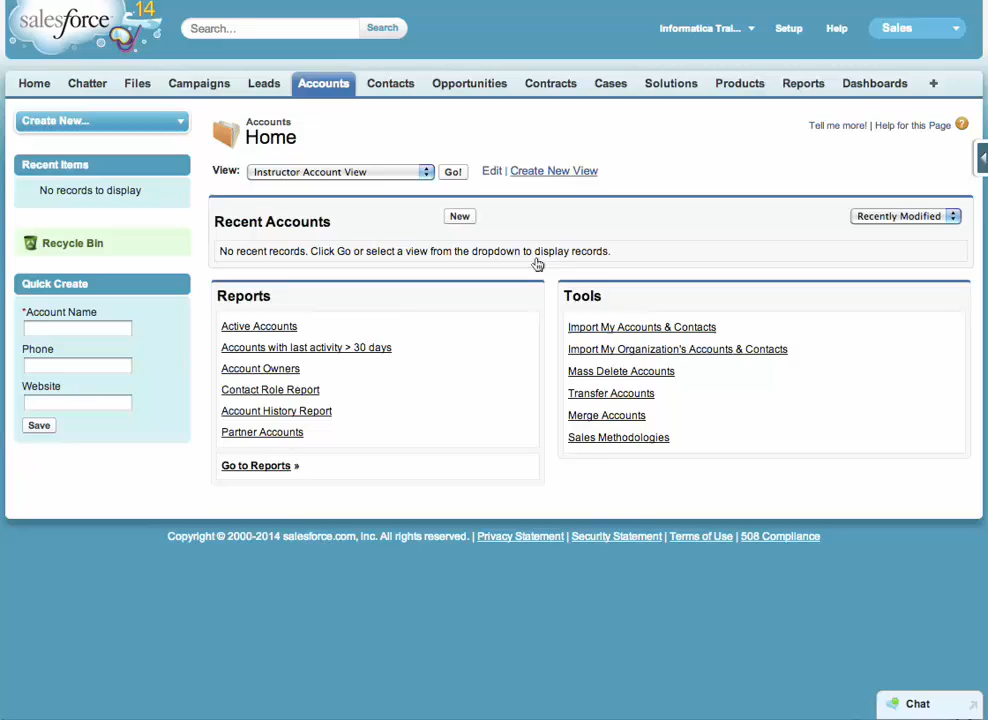 salesforce
14
Search...
Search
Informatica Trai...
Setup
Help
Sales
Home
Chatter
Files
Campaigns
Leads
Accounts
Contacts
Opportunities
Contracts
Cases
Solutions
Products
Reports
Dashboards
+
Create New...
Recent Items
No records to display
Recycle Bin
Quick Create
*Account Name
Phone
Website
Save
Accounts
Home
Tell me more! | Help for this Page ?
View: Instructor Account View Go! Edit | Create New View
Recent Accounts
New
Recently Modified
No recent records. Click Go or select a view from the dropdown to display records.
Reports
Active Accounts
Accounts with last activity > 30 days
Account Owners
Contact Role Report
Account History Report
Partner Accounts
Go to Reports »
Tools
Import My Accounts & Contacts
Import My Organization's Accounts & Contacts
Mass Delete Accounts
Transfer Accounts
Merge Accounts
Sales Methodologies
Copyright © 2000-2014 salesforce.com, inc. All rights reserved. | Privacy Statement | Security Statement | Terms of Use | 508 Compliance
Chat